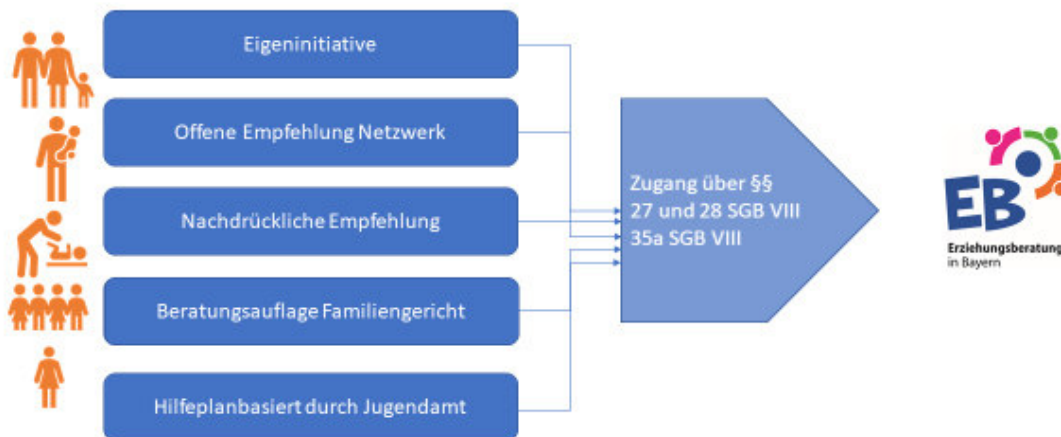 Eigeninitiative
Offene Empfehlung Netzwerk
Nachdrückliche Empfehlung
Beratungsauflage Familiengericht
Hilfeplanbasiert durch Jugendamt
Zugang über §§
27 und 28 SGB VIII
35a SGB VIII
EB
Erziehungsberatung
in Bayern